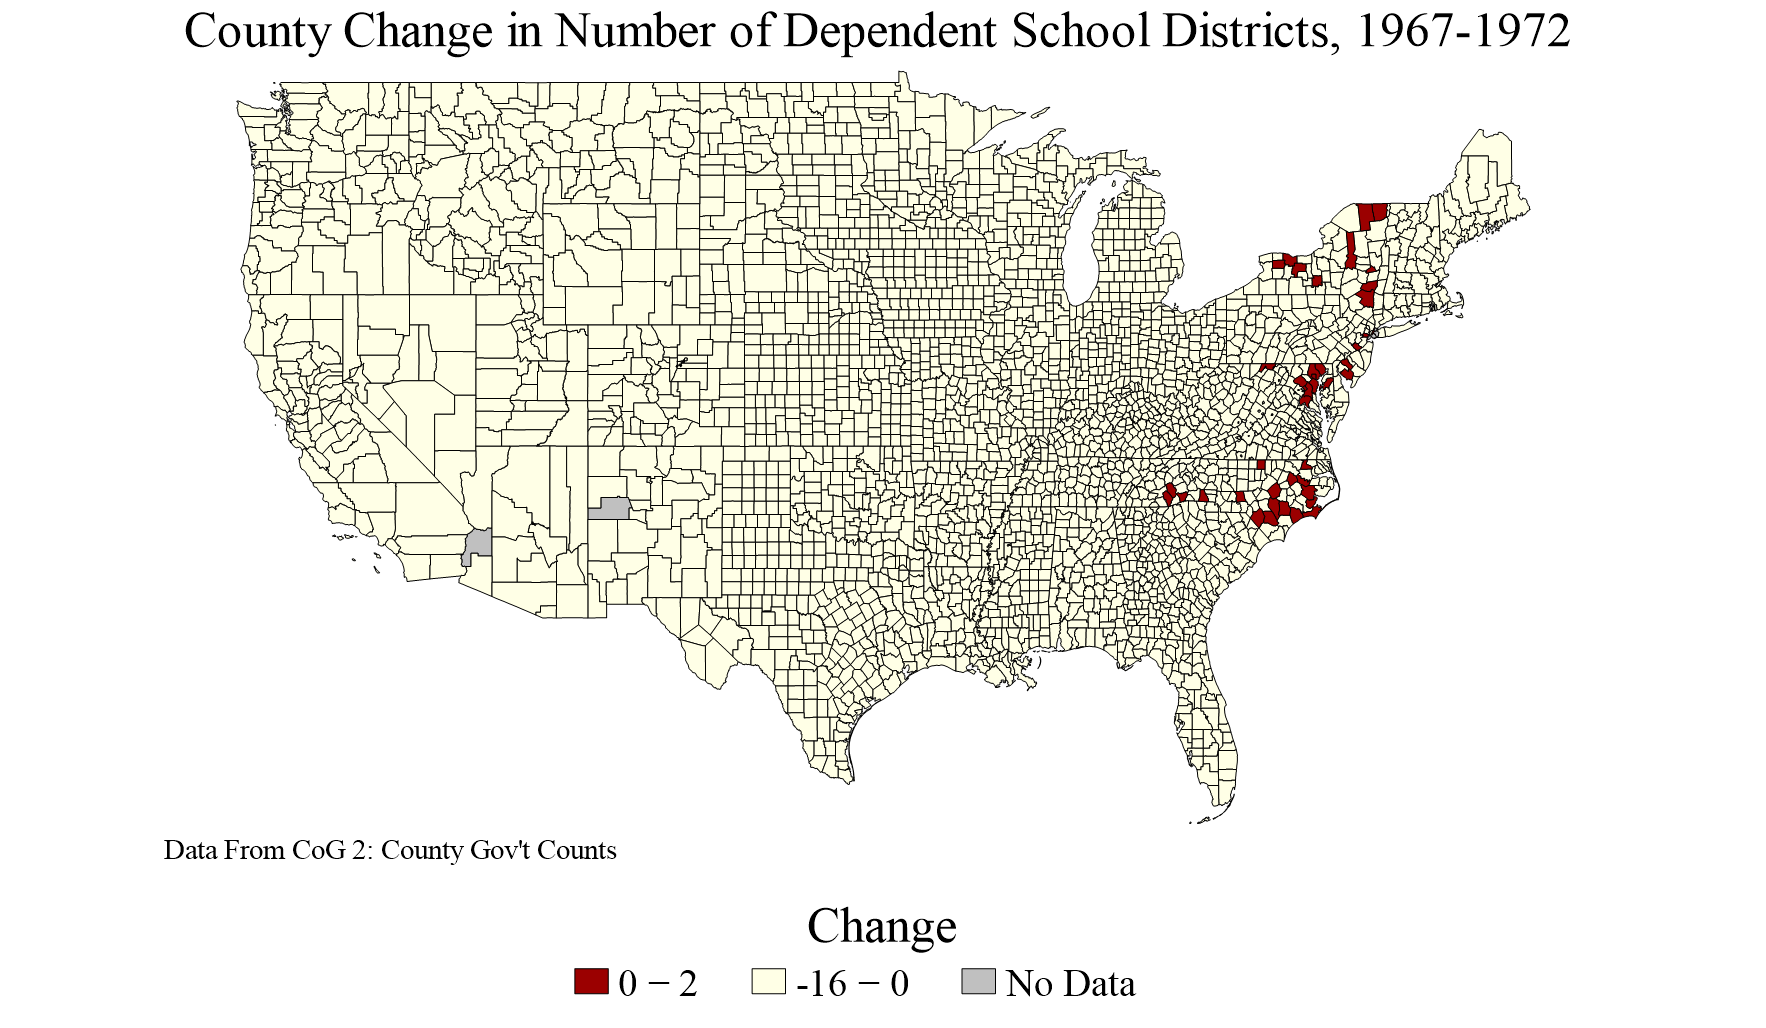 County Change in Number of Dependent School Districts, 1967-1972
Data From CoG 2: County Gov't Counts
Change
0 − 2
-16 − 0
No Data